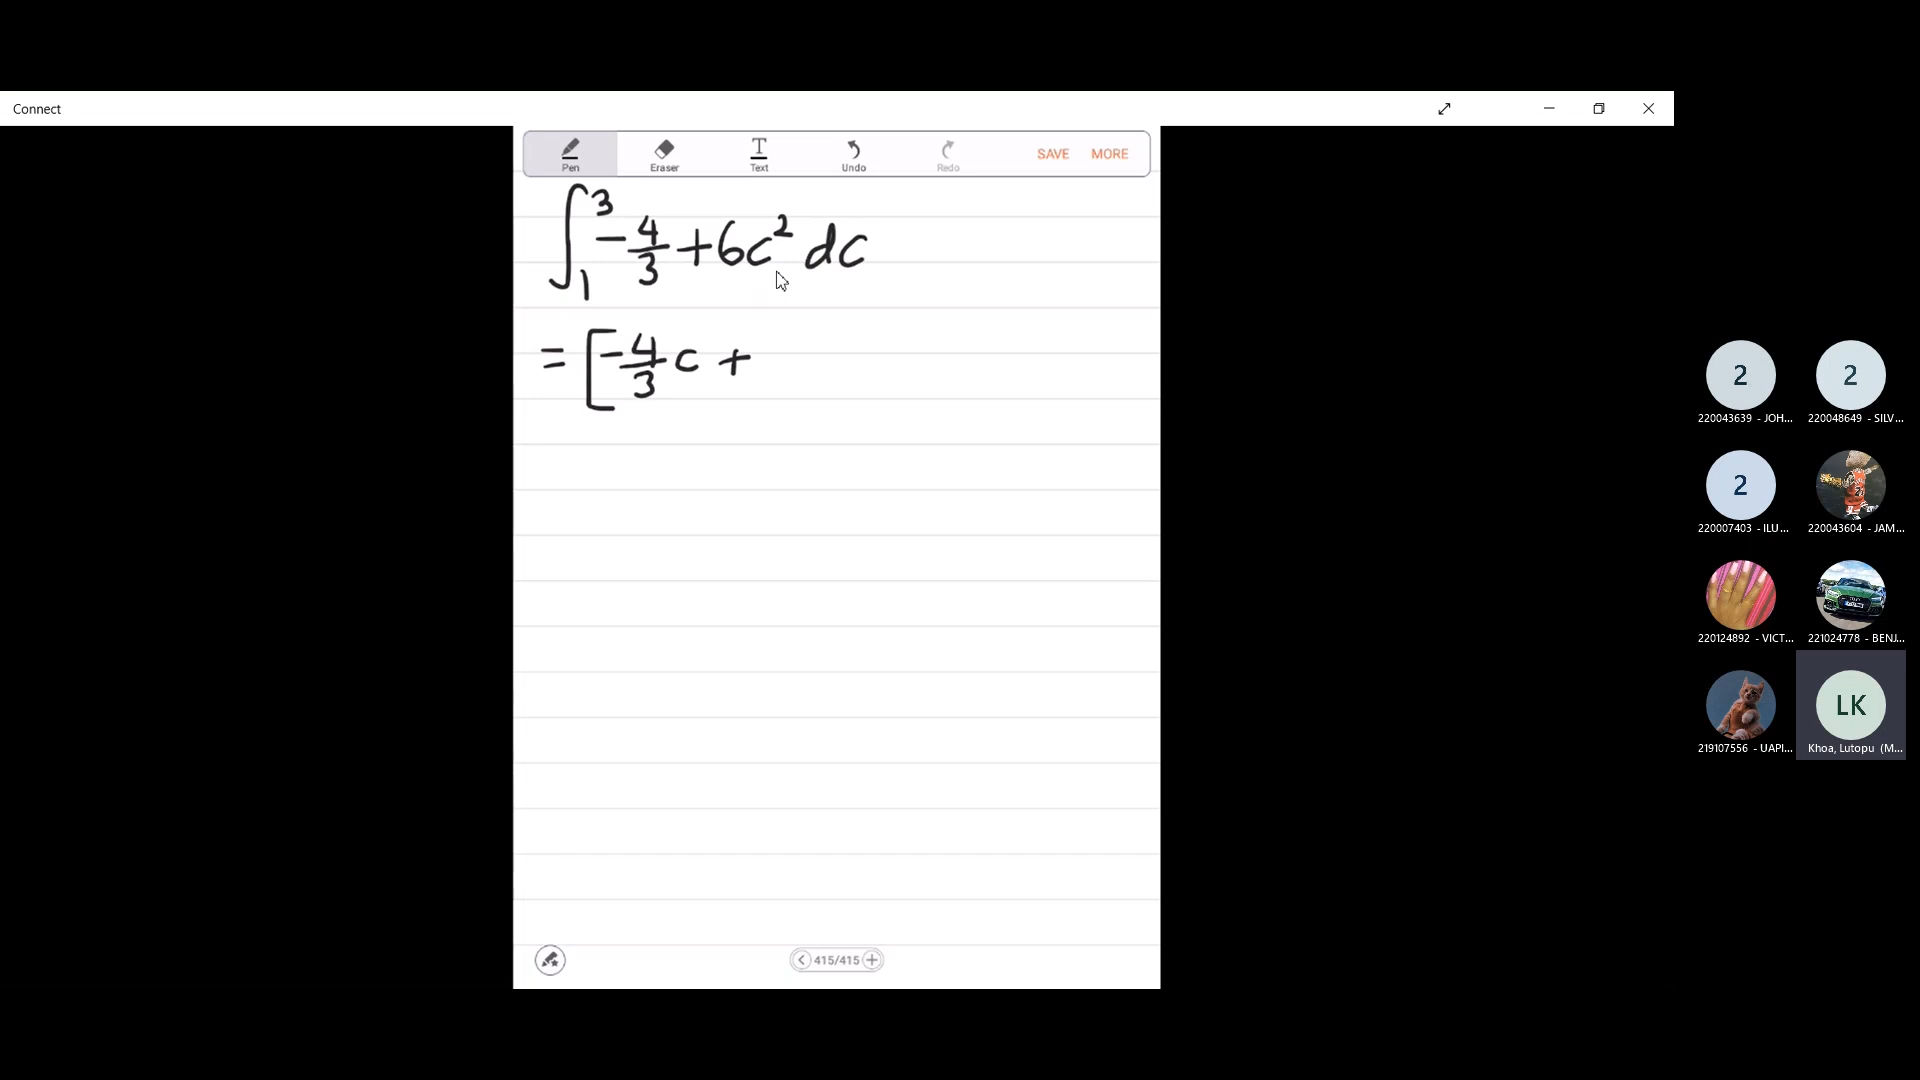 Connect
Pen Eraser Text Undo Redo SAVE MORE
∫₁³ -4/3 + 6c² dc
= [-4/3 c +
415/415
2 2
220043639 - JOH... 220048649 - SILV...
2
220007403 - ILU... 220043604 - JAM...
220124892 - VICT... 221024778 - BENJ...
LK
219107556 - UAPI... Khoa, Lutopu (M...